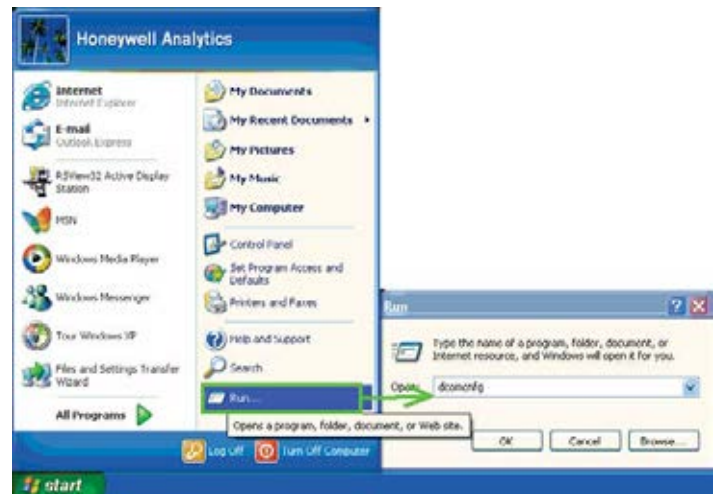 Honeywell Analytics
Internet
Internet Explorer
E-mail
Outlook Express
RSView32 Active Display
Station
MSN
Windows Media Player
Windows Messenger
Tour Windows XP
Files and Settings Transfer
Wizard
All Programs
My Documents
My Recent Documents
My Pictures
My Music
My Computer
Control Panel
Set Program Access and
Defaults
Printers and Faxes
Help and Support
Search
Run...
Opens a program, folder, document, or Web site.
Log Off
Turn Off Computer
start
Run
Type the name of a program, folder, document, or
Internet resource, and Windows will open it for you.
Open:
dcomcnfg
OK
Cancel
Browse...